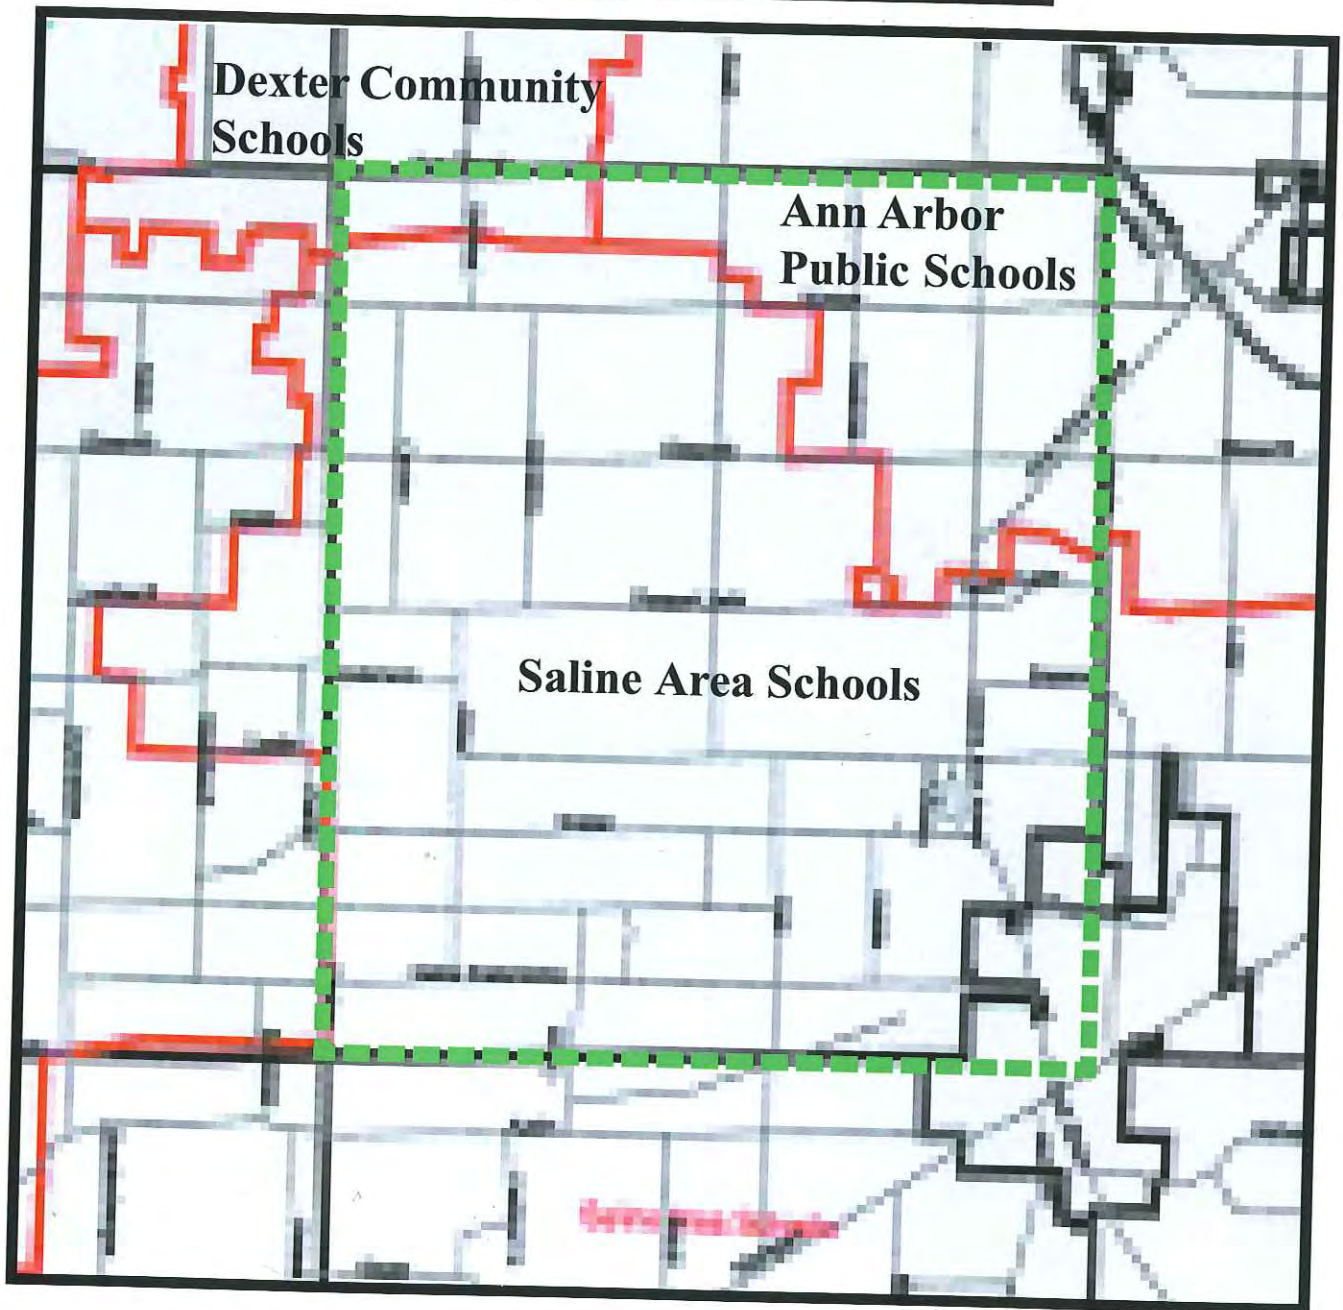 Dexter Community
Schools
Ann Arbor
Public Schools
Saline Area Schools